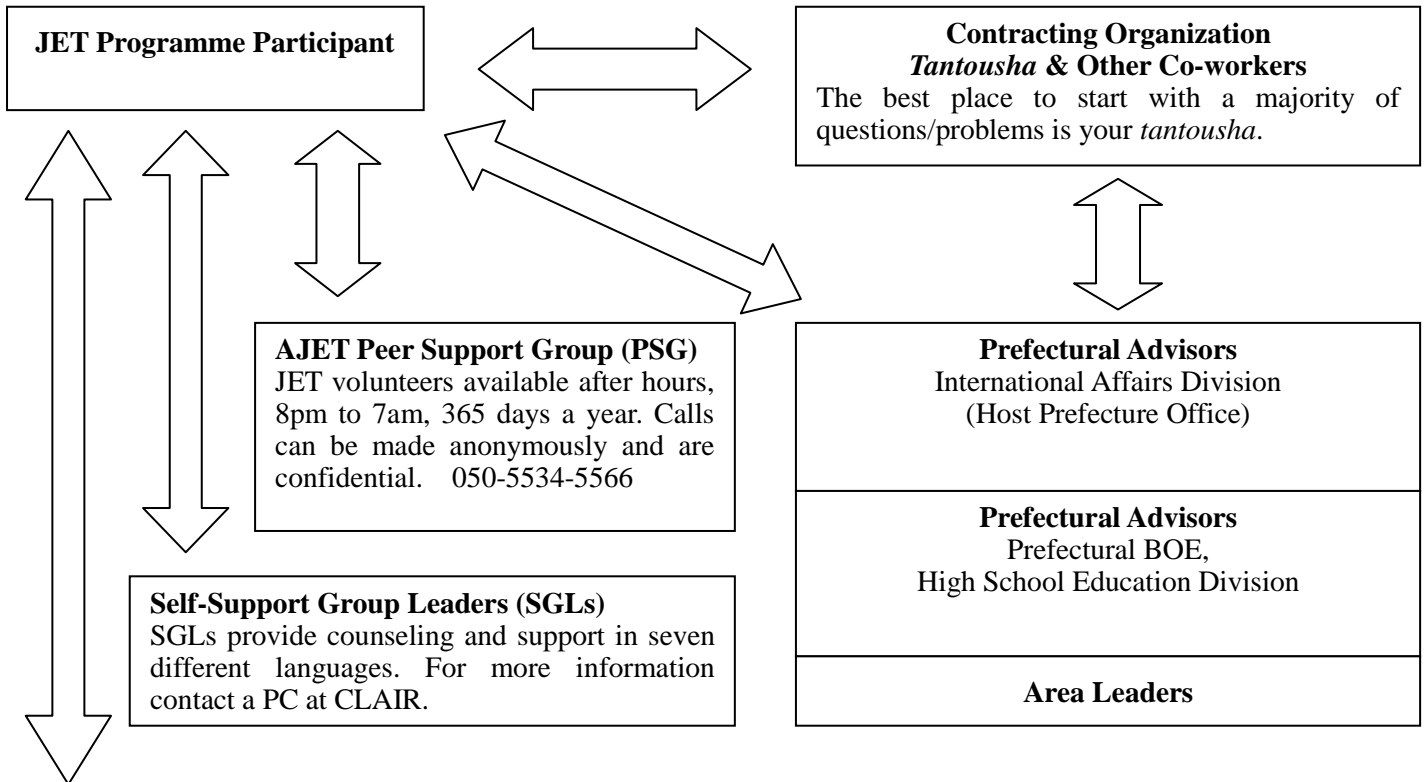 JET Programme Participant
Contracting Organization
Tantousha & Other Co-workers
The best place to start with a majority of
questions/problems is your tantousha.
AJET Peer Support Group (PSG)
JET volunteers available after hours,
8pm to 7am, 365 days a year. Calls
can be made anonymously and are
confidential. 050-5534-5566
Prefectural Advisors
International Affairs Division
(Host Prefecture Office)
Prefectural Advisors
Prefectural BOE,
High School Education Division
Self-Support Group Leaders (SGLs)
SGLs provide counseling and support in seven
different languages. For more information
contact a PC at CLAIR.
Area Leaders